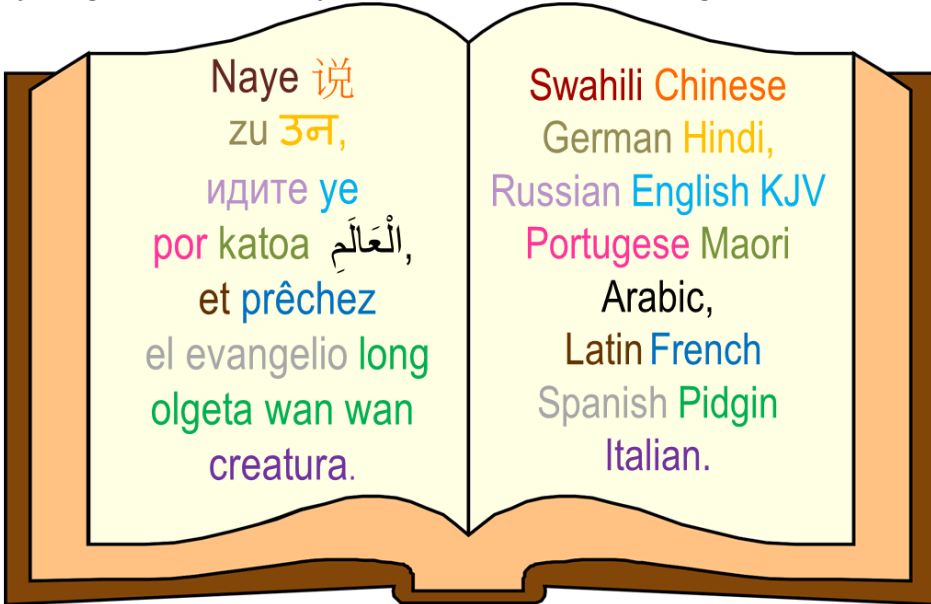 Naye 说
zu उन,
идите ye
por katoa الْعَالَمِ,
et prêchez
el evangelio long
olgeta wan wan
creatura.
Swahili Chinese
German Hindi,
Russian English KJV
Portugese Maori
Arabic,
Latin French
Spanish Pidgin
Italian.